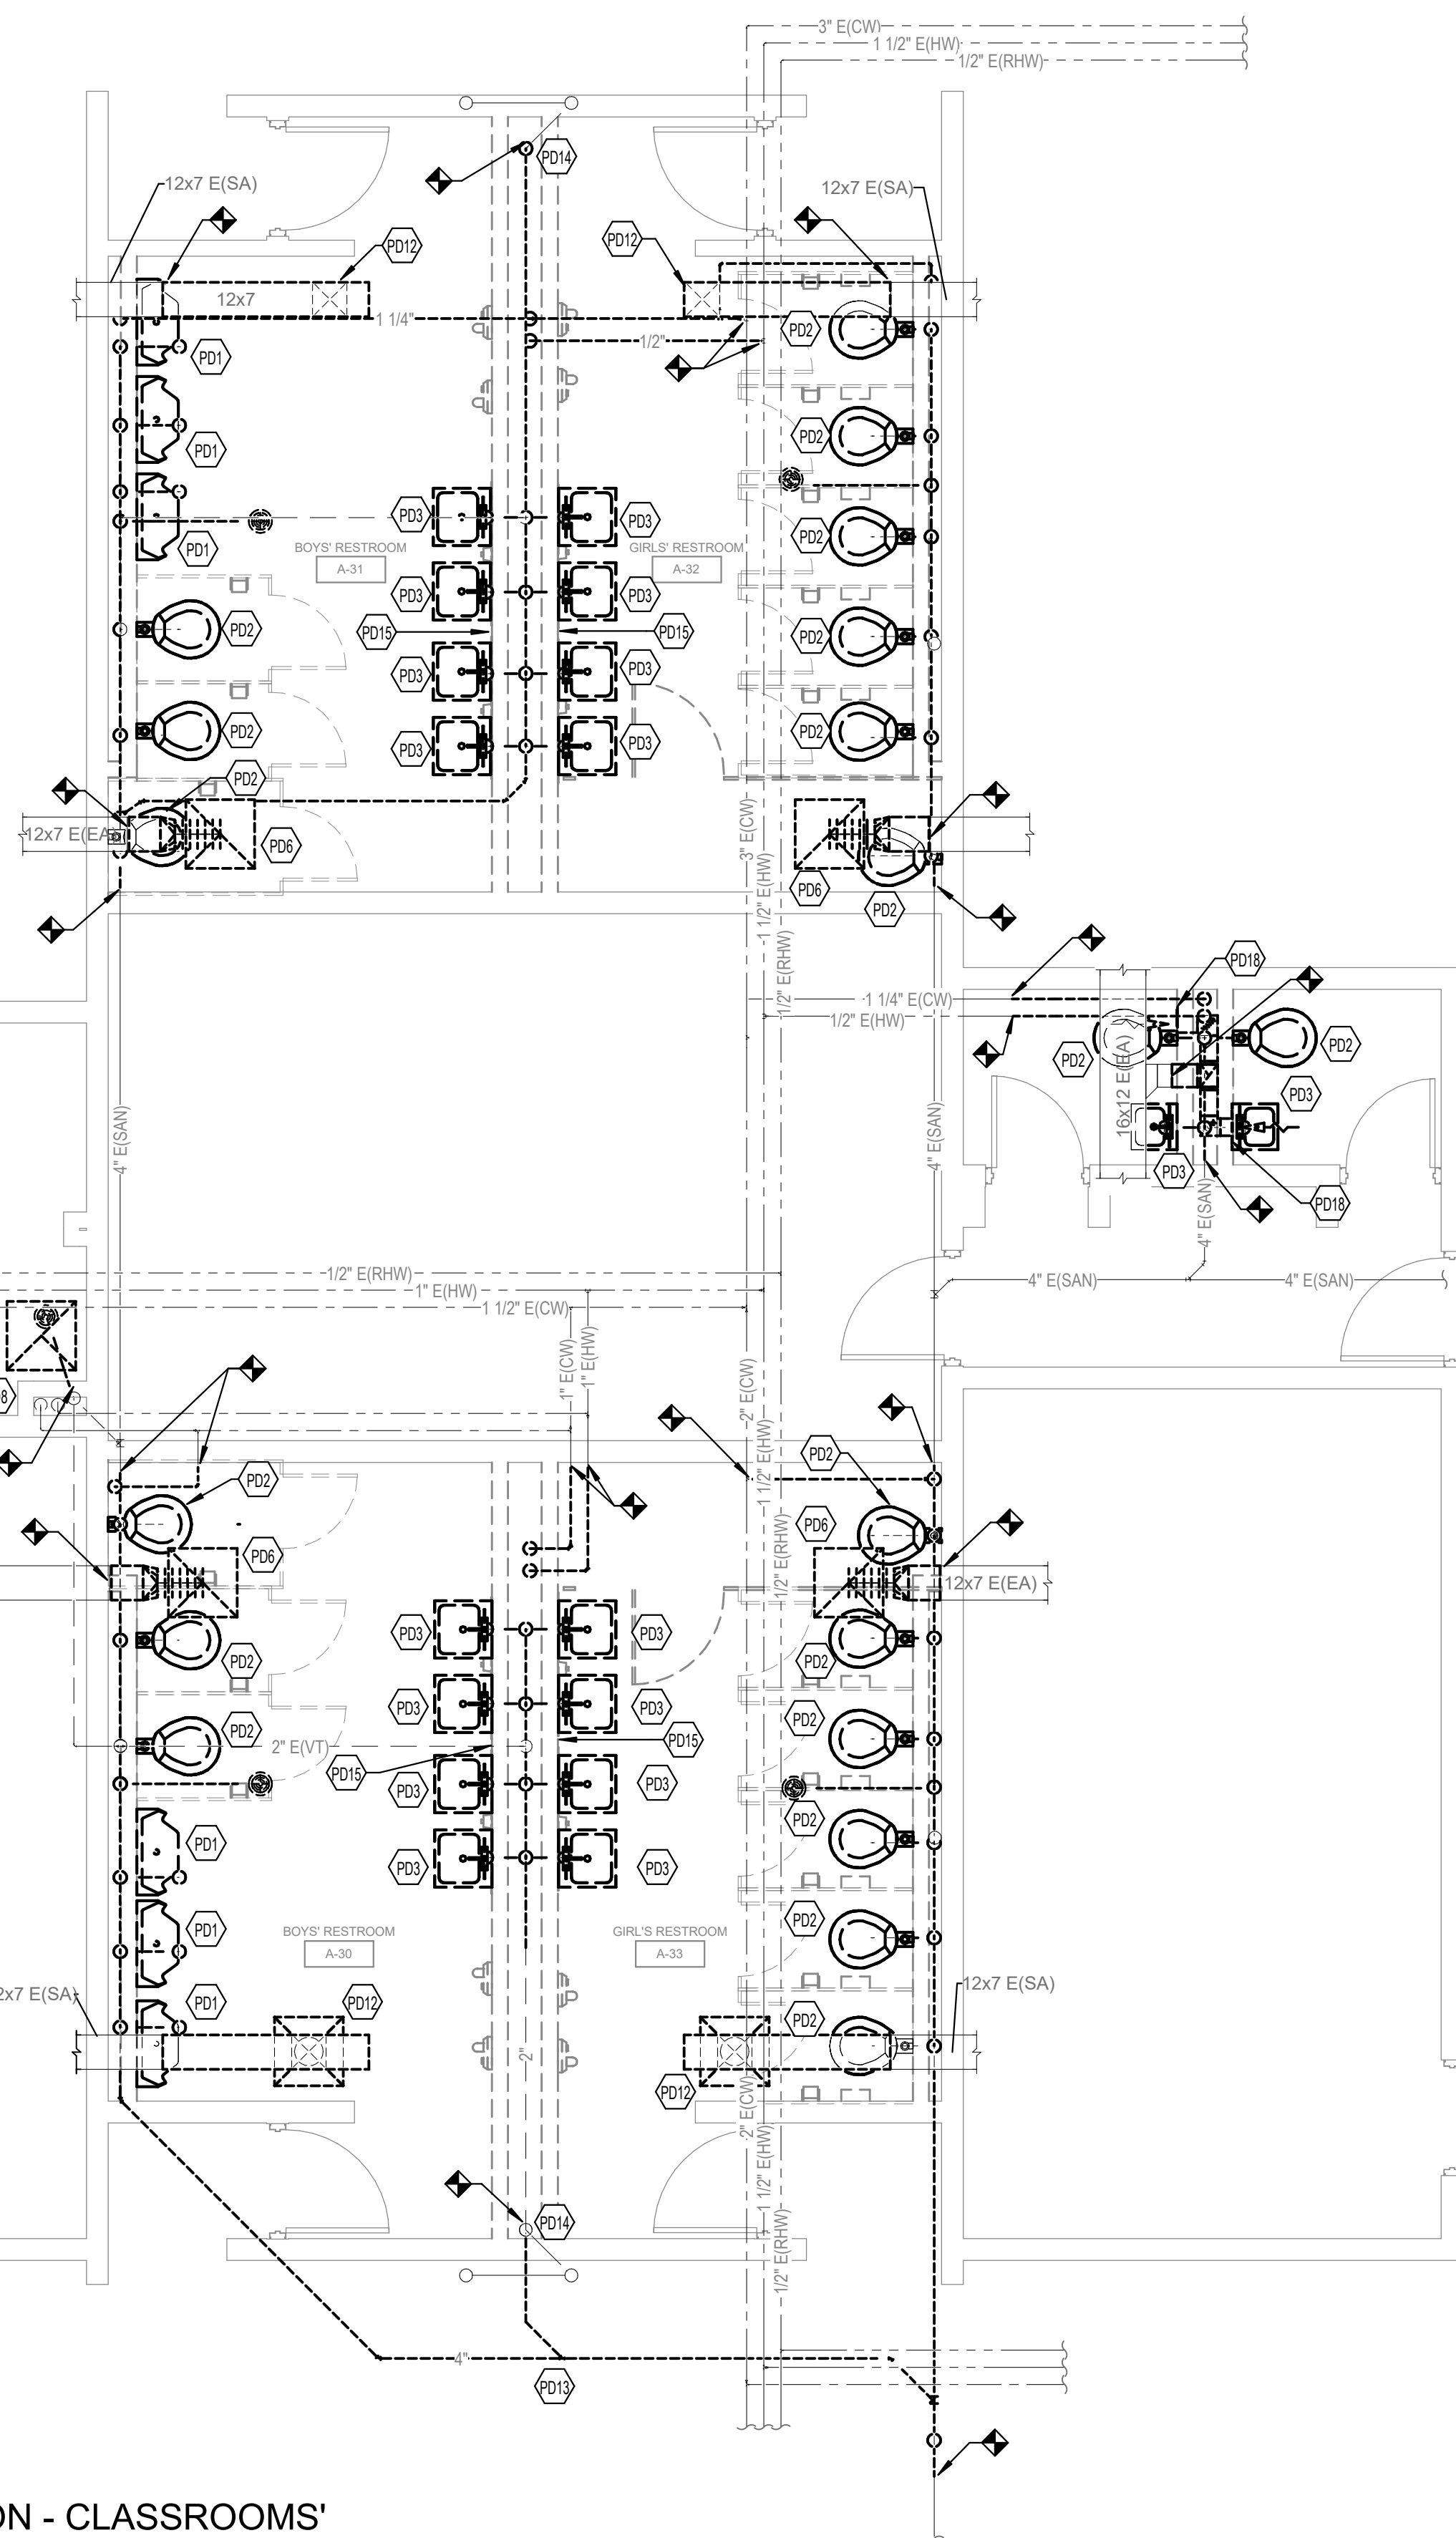 3" E(CW)
1 1/2" E(HW)
1/2" E(RHW)
PD14
12x7 E(SA)
12x7 E(SA)
PD12
PD12
12x7
1 1/4"
1/2"
PD2
PD1
PD2
PD1
PD3
PD3
PD2
PD1
BOYS' RESTROOM
A-31
GIRLS' RESTROOM
A-32
PD3
PD3
PD2
PD15
PD15
PD2
PD3
PD3
PD2
PD2
PD3
PD3
PD2
PD2
12x7 E(EA)
PD6
3" E(CW)
1 1/2" E(HW)
1/2" E(RHW)
PD6
PD2
PD18
1 1/4" E(CW)
1/2" E(HW)
PD2
PD2
16x12 E(EA)
PD3
PD3
PD18
4" E(SAN)
4" E(SAN)
4" E(SAN)
1/2" E(RHW)
1" E(HW)
1 1/2" E(CW)
4" E(SAN)
4" E(SAN)
1" E(CW)
1" E(HW)
2" E(CW)
1 1/2" E(HW)
1/2" E(RHW)
8
PD2
PD2
PD6
PD6
12x7 E(EA)
PD3
PD3
PD2
PD2
PD3
PD3
PD2
PD2
2" E(VT)
PD15
PD15
PD3
PD3
PD1
PD2
PD3
PD3
PD1
BOYS' RESTROOM
A-30
GIRL'S RESTROOM
A-33
PD2
2x7 E(SA)
12x7 E(SA)
PD1
PD12
PD2
2"
PD12
2" E(CW)
1 1/2" E(HW)
1/2" E(RHW)
PD14
4"
PD13
ON - CLASSROOMS'